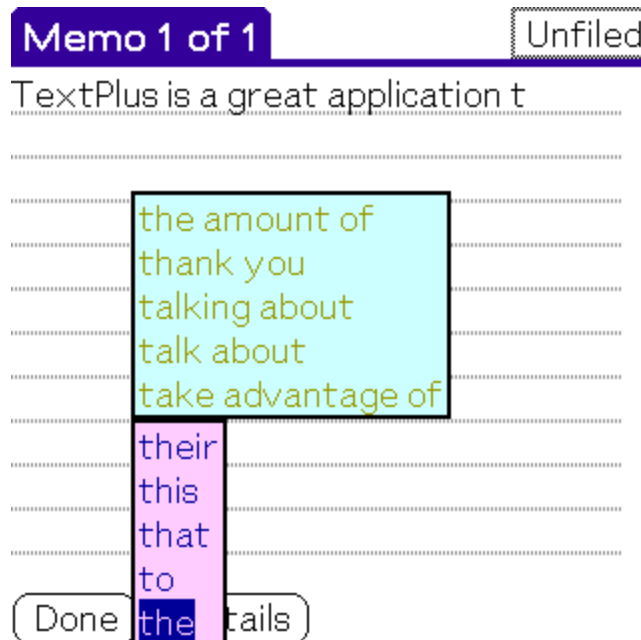 Memo 1 of 1
Unfiled
TextPlus is a great application t
the amount of
thank you
talking about
talk about
take advantage of
their
this
that
to
Done the tails